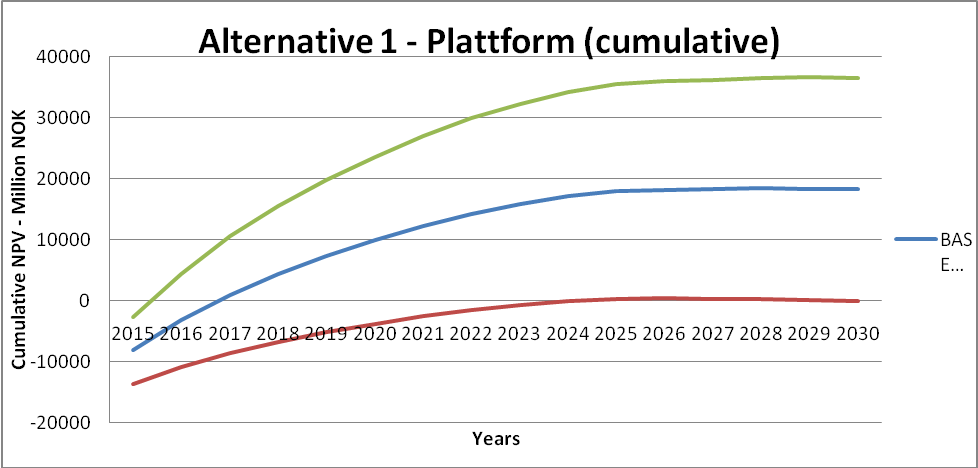 Alternative 1 - Plattform (cumulative)
40000
30000
20000
10000
0
-10000
-20000
Cumulative NPV - Million NOK
2015 2016 2017 2018 2019 2020 2021 2022 2023 2024 2025 2026 2027 2028 2029 2030
Years
BAS
E...